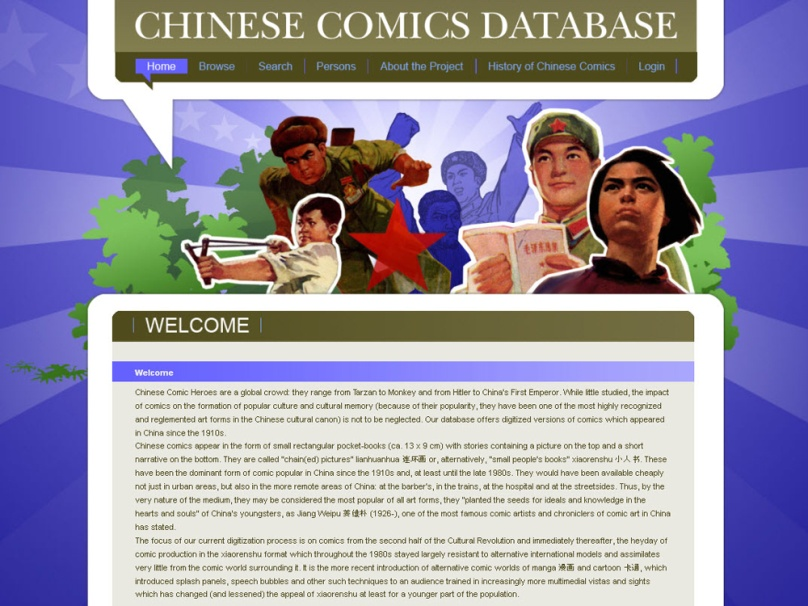 CHINESE COMICS DATABASE
Home Browse Search Persons About the Project History of Chinese Comics Login
WELCOME
Welcome
Chinese Comic Heroes are a global crowd: they range from Tarzan to Monkey and from Hitler to China's First Emperor. While little studied, the impact
of comics on the formation of popular culture and cultural memory (because of their popularity, they have been one of the most highly recognized
and reglemented art forms in the Chinese cultural canon) is not to be neglected. Our database offers digitized versions of comics which appeared
in China since the 1910s.
Chinese comics appear in the form of small rectangular pocket-books (ca. 13 x 9 cm) with stories containing a picture on the top and a short
narrative on the bottom. They are called "chain(ed) pictures" lianhuanhua 连环画 or, alternatively, "small people's books" xiaorenshu 小人书. These
have been the dominant form of comic popular in China since the 1910s and, at least until the late 1980s. They would have been available cheaply
not just in urban areas, but also in the more remote areas of China: at the barber's, in the trains, at the hospital and at the streetsides. Thus, by the
very nature of the medium, they may be considered the most popular of all art forms, they "planted the seeds for ideals and knowledge in the
hearts and souls" of China's youngsters, as Jiang Weipu 姜维朴 (1926-), one of the most famous comic artists and chroniclers of comic art in China
has stated.
The focus of our current digitization process is on comics from the second half of the Cultural Revolution and immediately thereafter, the heyday of
comic production in the xiaorenshu format which throughout the 1980s stayed largely resistant to alternative international models and assimilates
very little from the comic world surrounding it. It is the more recent introduction of alternative comic worlds of manga 漫画 and cartoon 卡通, which
introduced splash panels, speech bubbles and other such techniques to an audience trained in increasingly more multimedial vistas and sights
which has changed (and lessened) the appeal of xiaorenshu at least for a younger part of the population.